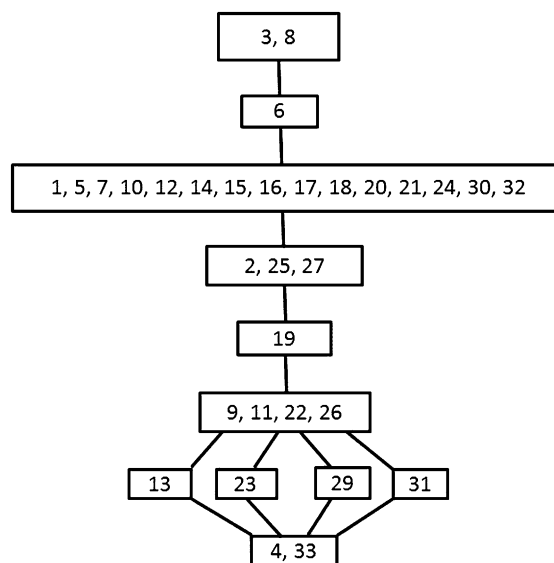 3, 8
6
1, 5, 7, 10, 12, 14, 15, 16, 17, 18, 20, 21, 24, 30, 32
2, 25, 27
19
9, 11, 22, 26
13
23
29
31
4, 33